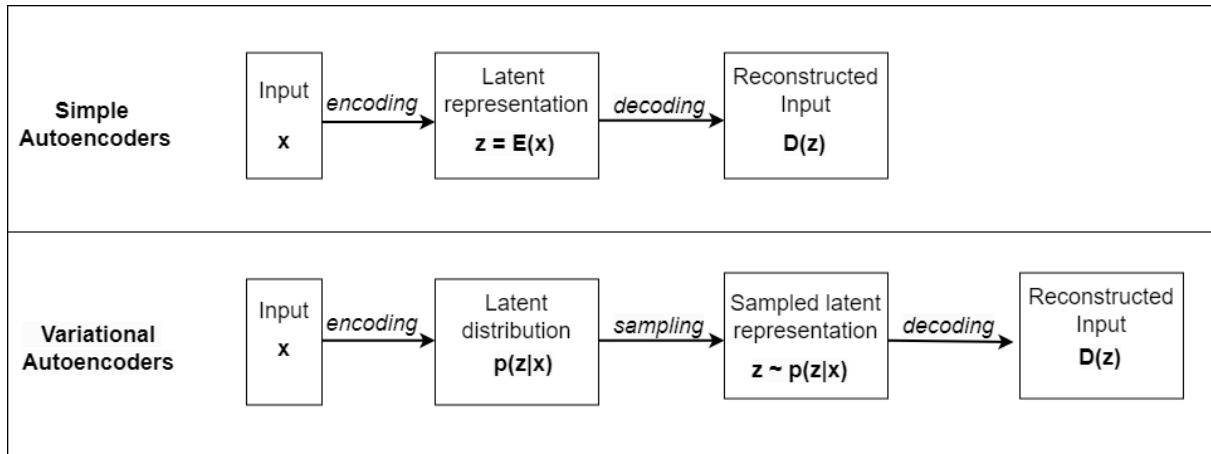 Simple
Autoencoders
Input
x
encoding
Latent
representation
z = E(x)
decoding
Reconstructed
Input
D(z)
Variational
Autoencoders
Input
x
encoding
Latent
distribution
p(z|x)
sampling
Sampled latent
representation
z ~ p(z|x)
decoding
Reconstructed
Input
D(z)